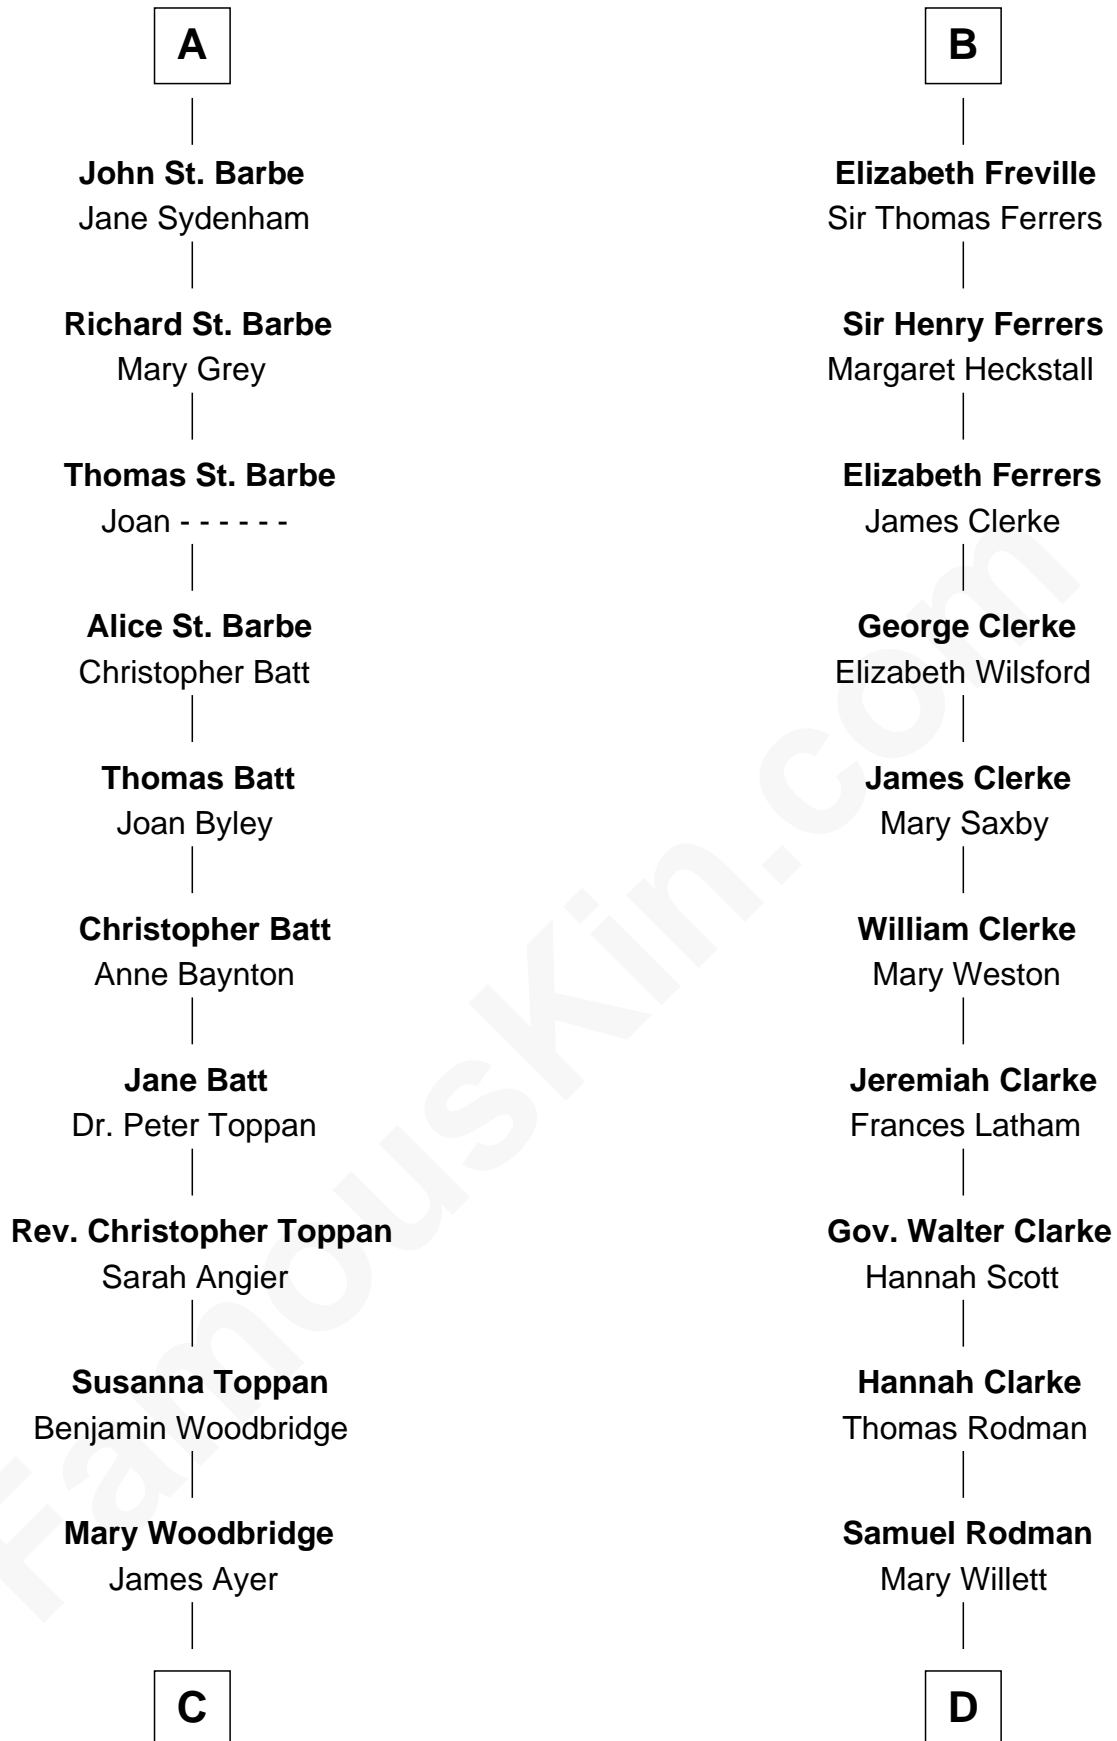 A
John St. Barbe
Jane Sydenham
Richard St. Barbe
Mary Grey
Thomas St. Barbe
Joan - - - - - -
Alice St. Barbe
Christopher Batt
Thomas Batt
Joan Byley
Christopher Batt
Anne Baynton
Jane Batt
Dr. Peter Toppan
Rev. Christopher Toppan
Sarah Angier
Susanna Toppan
Benjamin Woodbridge
Mary Woodbridge
James Ayer
C
B
Elizabeth Freville
Sir Thomas Ferrers
Sir Henry Ferrers
Margaret Heckstall
Elizabeth Ferrers
James Clerke
George Clerke
Elizabeth Wilsford
James Clerke
Mary Saxby
William Clerke
Mary Weston
Jeremiah Clarke
Frances Latham
Gov. Walter Clarke
Hannah Scott
Hannah Clarke
Thomas Rodman
Samuel Rodman
Mary Willett
D
FamousKin.com